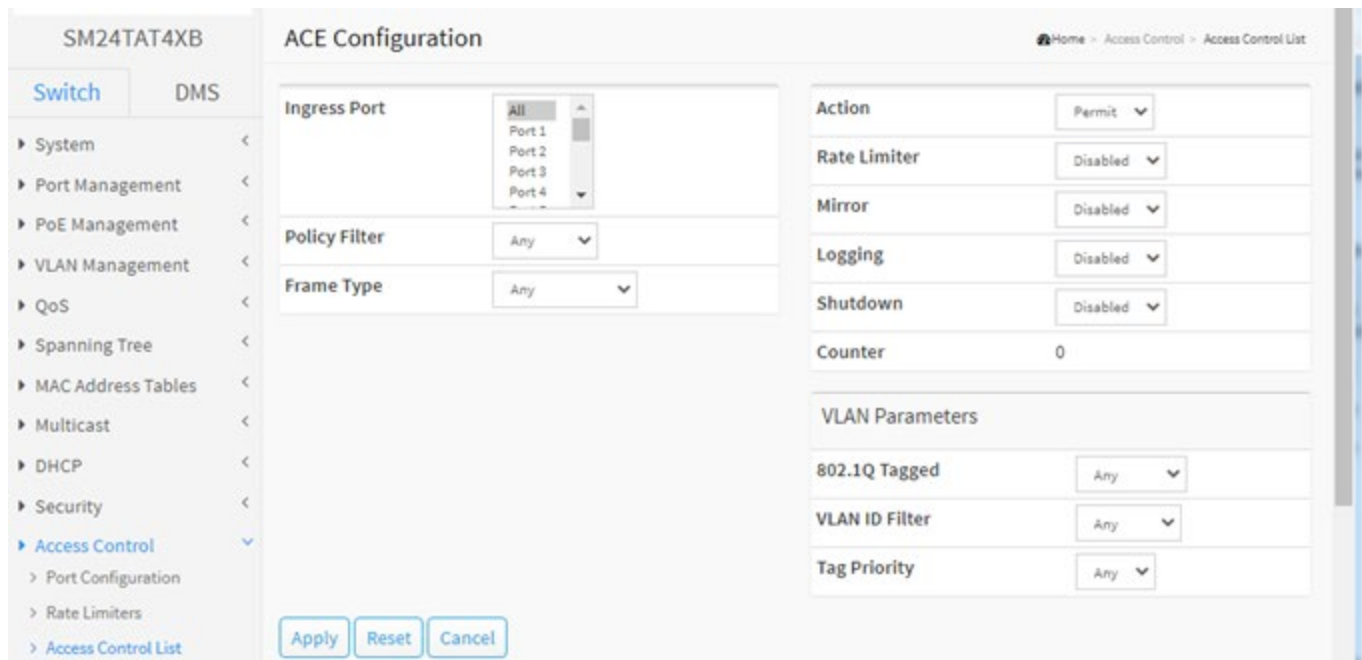 SM24TAT4XB
Switch DMS
System
Port Management
PoE Management
VLAN Management
QoS
Spanning Tree
MAC Address Tables
Multicast
DHCP
Security
Access Control
Port Configuration
Rate Limiters
Access Control List
ACE Configuration
Home > Access Control > Access Control List
Ingress Port
All
Port 1
Port 2
Port 3
Port 4
Policy Filter Any
Frame Type Any
Action Permit
Rate Limiter Disabled
Mirror Disabled
Logging Disabled
Shutdown Disabled
Counter 0
VLAN Parameters
802.1Q Tagged Any
VLAN ID Filter Any
Tag Priority Any
Apply Reset Cancel